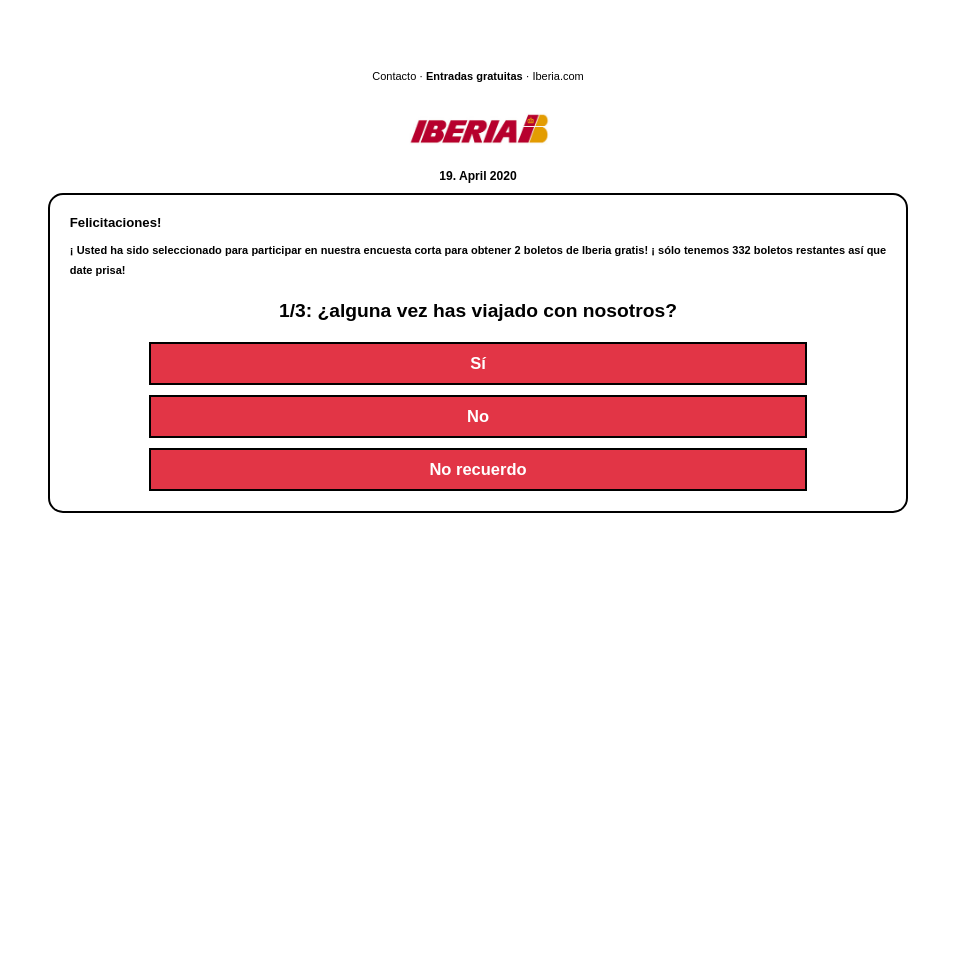 Contacto · Entradas gratuitas · Iberia.com
IBERIA
19. April 2020
Felicitaciones!
¡ Usted ha sido seleccionado para participar en nuestra encuesta corta para obtener 2 boletos de Iberia gratis! ¡ sólo tenemos 332 boletos restantes así que
date prisa!
1/3: ¿alguna vez has viajado con nosotros?
Sí
No
No recuerdo